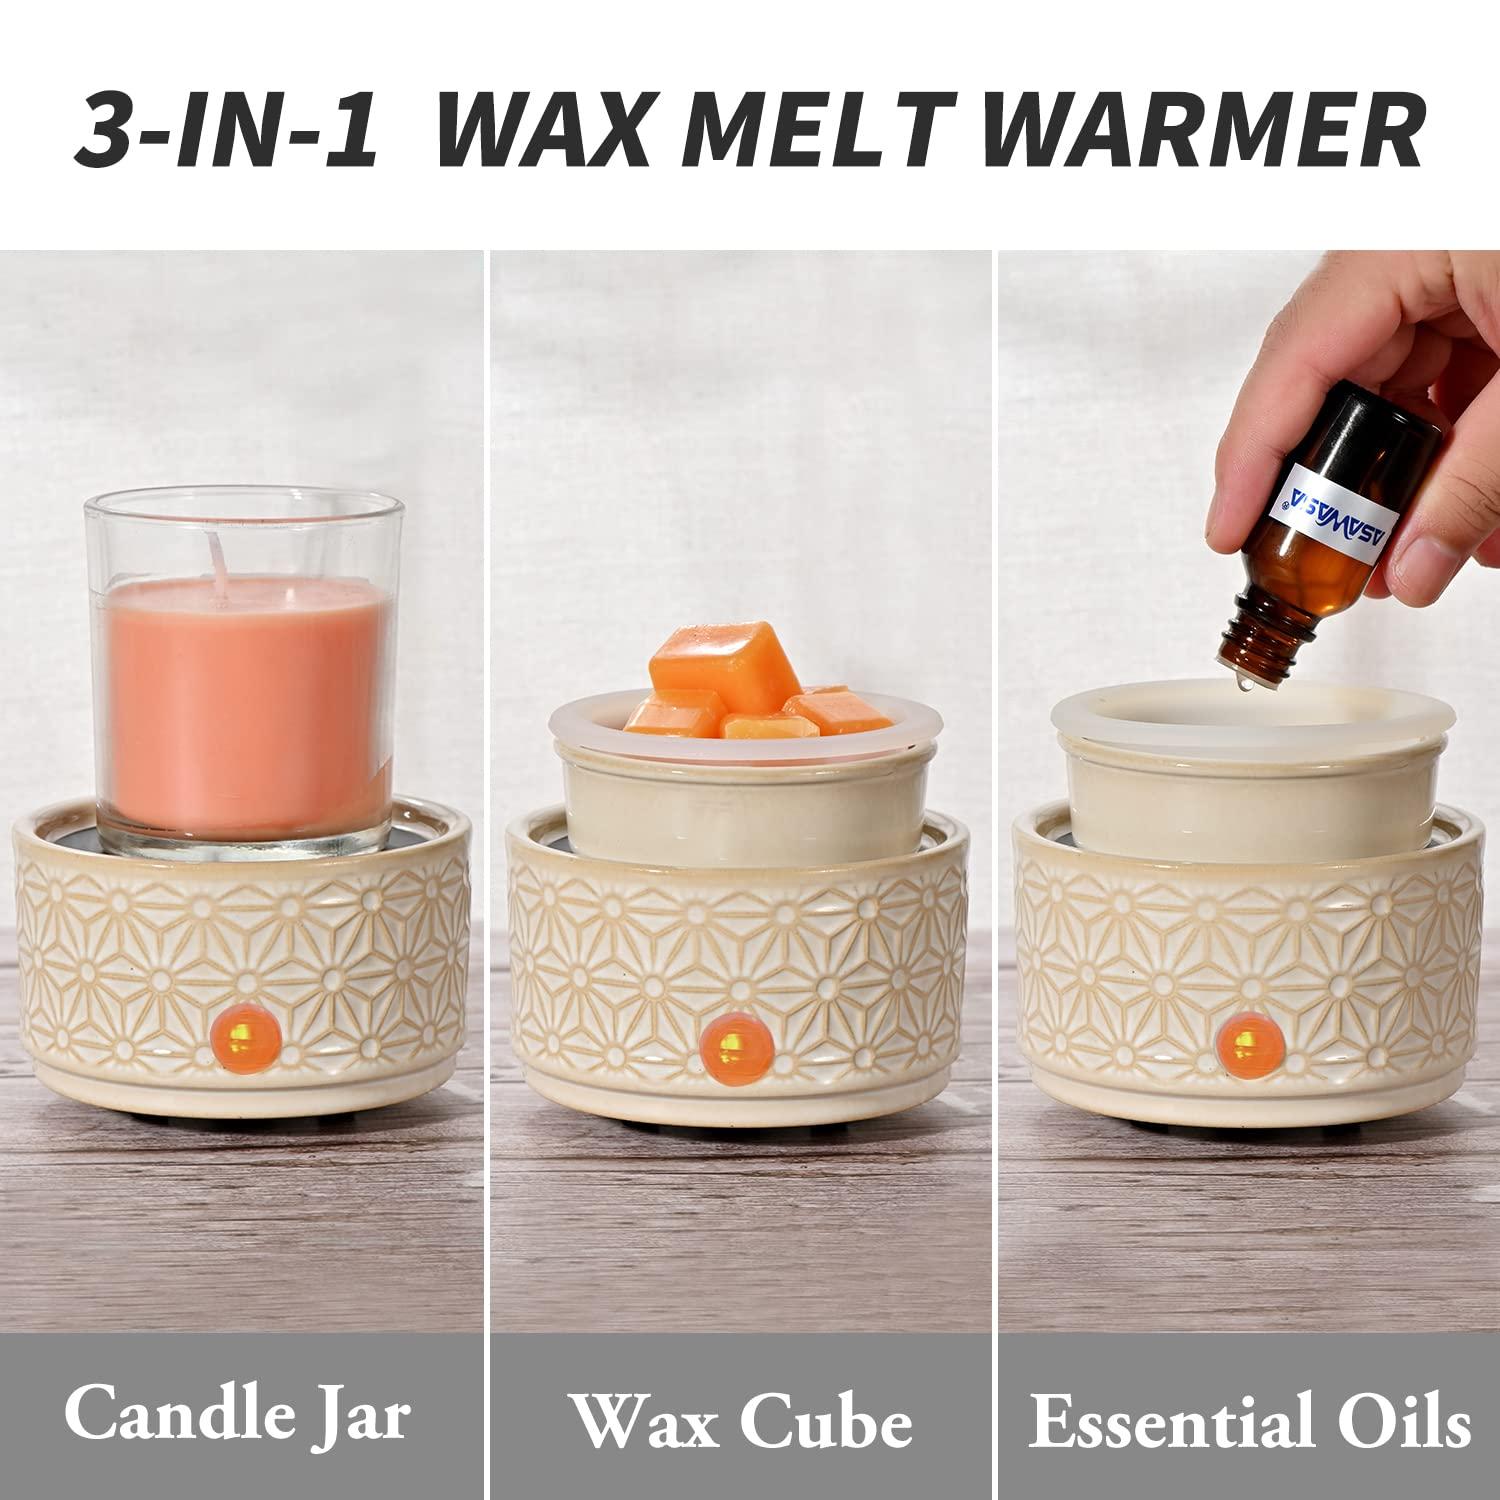 3-IN-1 WAX MELT WARMER
ASAWASA®
Candle Jar
Wax Cube
Essential Oils